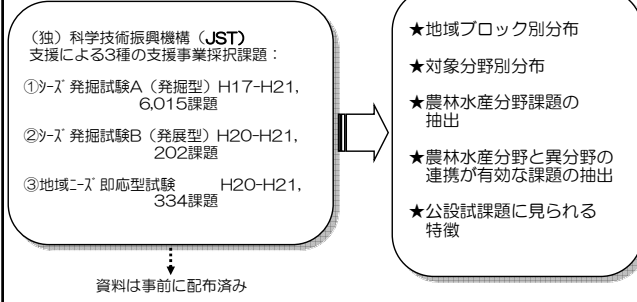 （独）科学技術振興機構（JST）
支援による3種の支援事業採択課題：
①ｼｰｽﾞ発掘試験A（発掘型）H17-H21,
6,015課題
②ｼｰｽﾞ発掘試験B（発展型）H20-H21,
202課題
③地域ﾆｰｽﾞ即応型試験 H20-H21,
334課題
資料は事前に配布済み
★地域ブロック別分布
★対象分野別分布
★農林水産分野課題の
抽出
★農林水産分野と異分野の
連携が有効な課題の抽出
★公設試課題に見られる
特徴